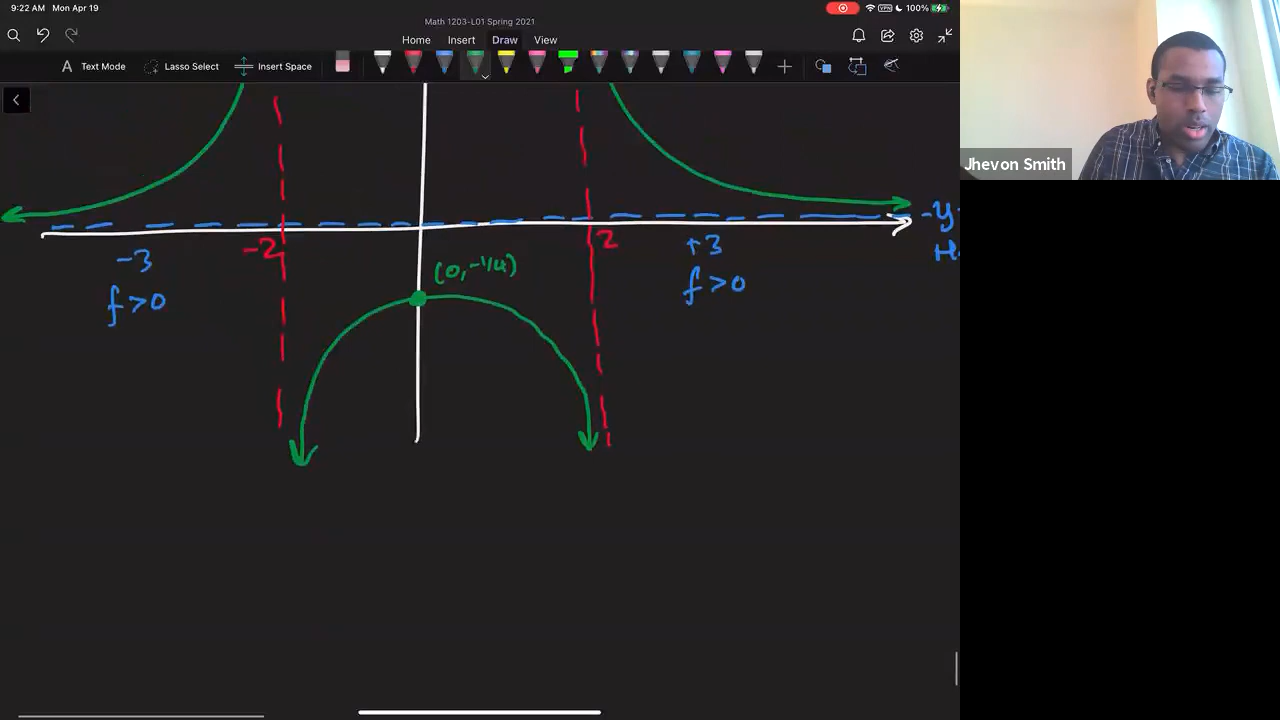 9:22 AM Mon Apr 19
VPN 100%
Math 1203-L01 Spring 2021
Home Insert Draw View
Text Mode Lasso Select Insert Space
Jhevon Smith
-y
-2 2 +3
-3
(0, -1/4)
f>0 f>0